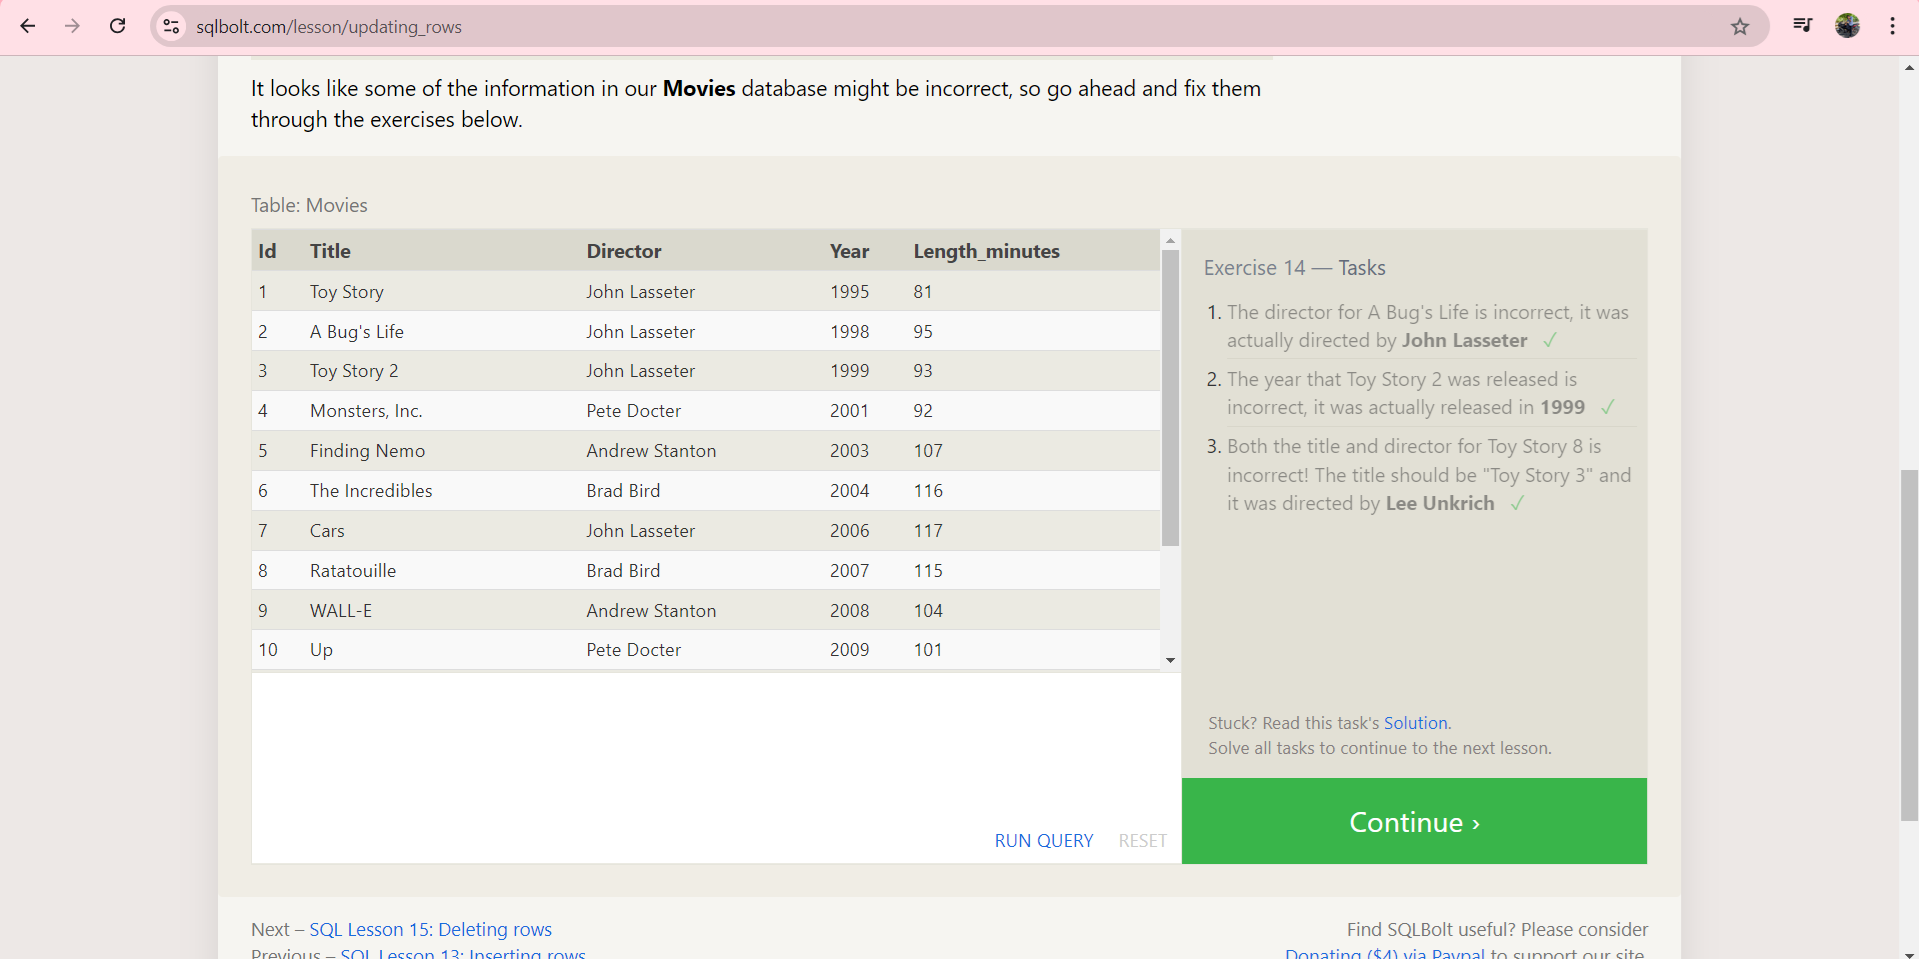 sqlbolt.com/lesson/updating_rows
It looks like some of the information in our Movies database might be incorrect, so go ahead and fix them
through the exercises below.
Table: Movies
Id Title Director Year Length_minutes
1 Toy Story John Lasseter 1995 81
2 A Bug's Life John Lasseter 1998 95
3 Toy Story 2 John Lasseter 1999 93
4 Monsters, Inc. Pete Docter 2001 92
5 Finding Nemo Andrew Stanton 2003 107
6 The Incredibles Brad Bird 2004 116
7 Cars John Lasseter 2006 117
8 Ratatouille Brad Bird 2007 115
9 WALL-E Andrew Stanton 2008 104
10 Up Pete Docter 2009 101
RUN QUERY RESET
Exercise 14 — Tasks
1. The director for A Bug's Life is incorrect, it was
actually directed by John Lasseter ✓
2. The year that Toy Story 2 was released is
incorrect, it was actually released in 1999 ✓
3. Both the title and director for Toy Story 8 is
incorrect! The title should be "Toy Story 3" and
it was directed by Lee Unkrich ✓
Stuck? Read this task's Solution.
Solve all tasks to continue to the next lesson.
Continue ›
Next – SQL Lesson 15: Deleting rows
Previous – SQL Lesson 13: Inserting rows
Find SQLBolt useful? Please consider
Donating ($4) via Paypal to support our site.